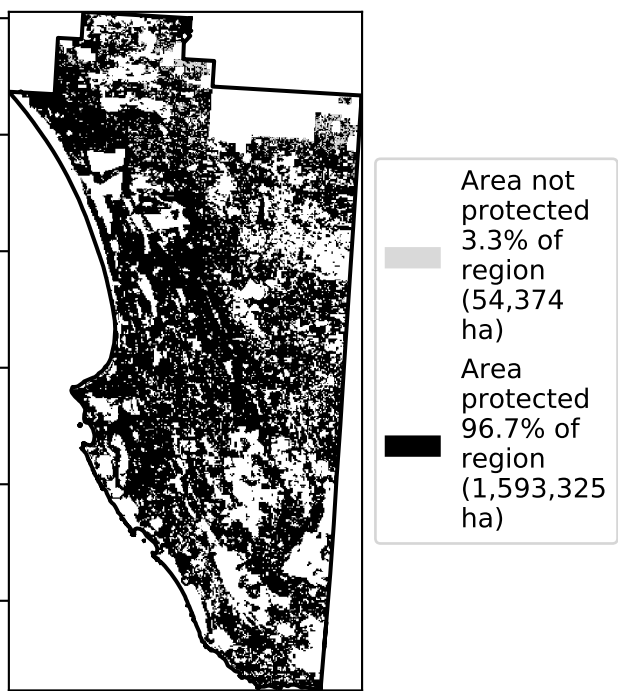 Area not
protected
3.3% of
region
(54,374
ha)
Area
protected
96.7% of
region
(1,593,325
ha)